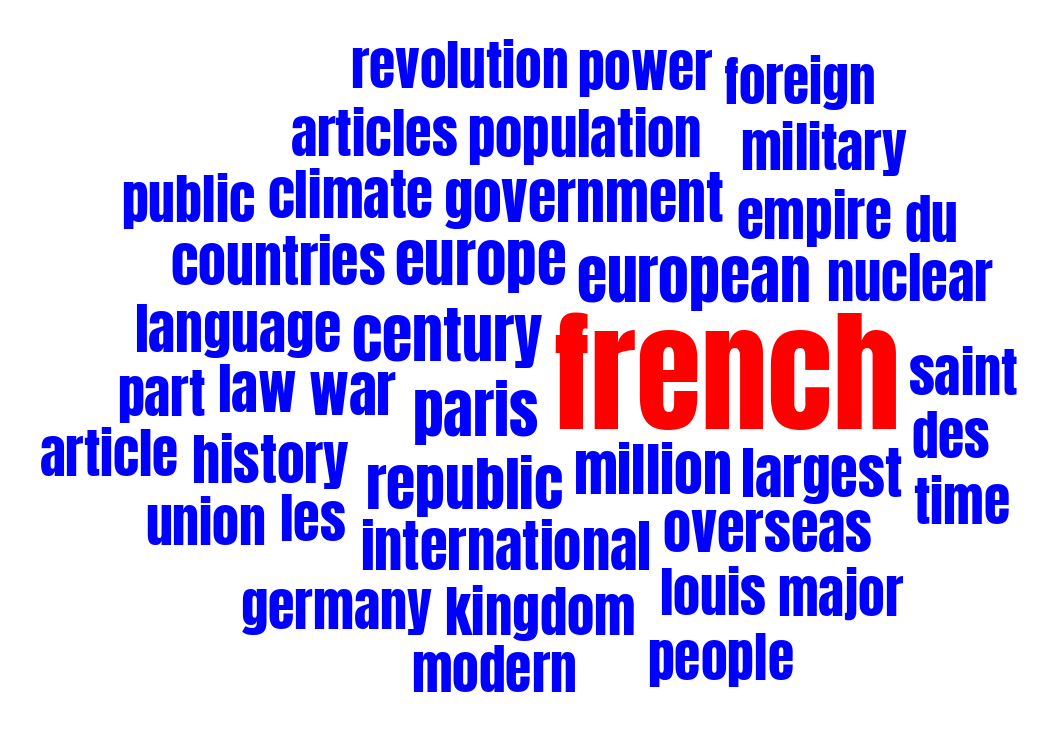 revolution power foreign
articles population military
public climate government empire du
countries europe european nuclear
language century french saint
part law war paris des
article history republic million largest time
union les international overseas
germany kingdom louis major
modern people